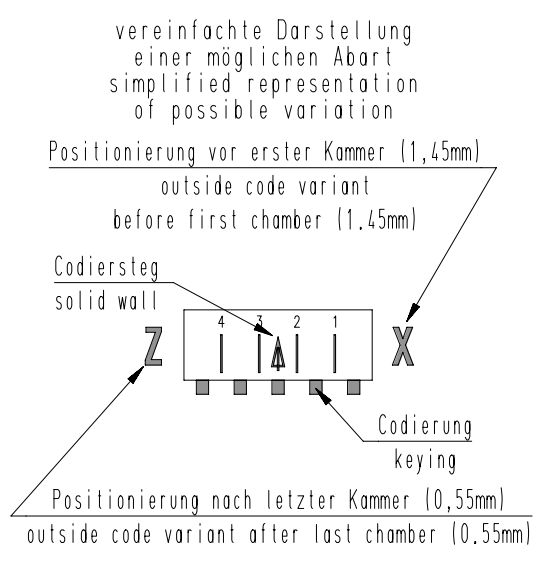 vereinfachte Darstellung
einer möglichen Abart
simplified representation
of possible variation
Positionierung vor erster Kammer (1,45mm)
outside code variant
before first chamber (1.45mm)
Codiersteg
solid wall
Z 4 3 2 1 X
Codierung
keying
Positionierung nach letzter Kammer (0,55mm)
outside code variant after last chamber (0.55mm)